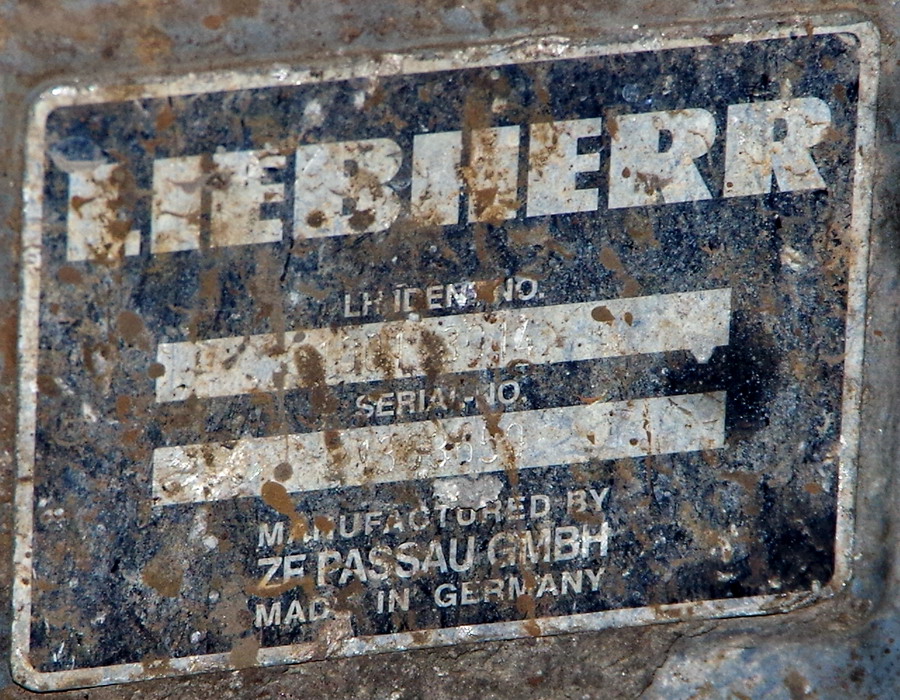 LIEBHERR
LH IDENT NO.
SERIAL-NO.
MANUFACTURED BY
ZF PASSAU GMBH
MADE IN GERMANY